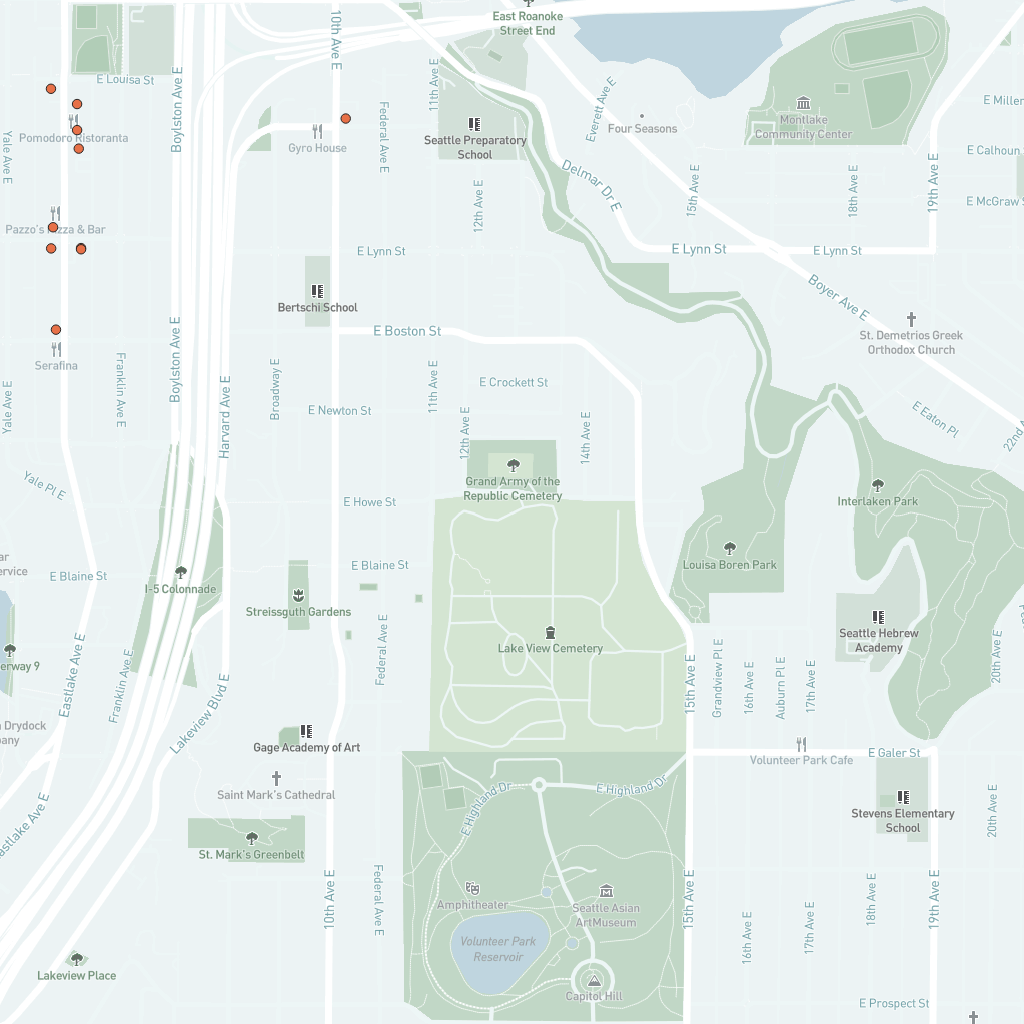 East Roanoke
Street End
10th Ave E
E Louisa St
Boylston Ave E
11th Ave E
Everett Ave E
E Miller
Montlake
Community Center
Four Seasons
Federal Ave E
Seattle Preparatory
School
Pomodoro Ristoranta
Gyro House
Yale Ave E
E Calhoun
Delmar Dr E
15th Ave E
18th Ave E
19th Ave E
12th Ave E
E McGraw S
Pazzo's Pizza & Bar
E Lynn St
E Lynn St
E Lynn St
Bertschi School
Boyer Ave E
E Boston St
St. Demetrios Greek
Orthodox Church
Serafina
Boylston Ave E
Franklin Ave E
Yale Ave E
Harvard Ave E
Broadway E
11th Ave E
E Crockett St
E Newton St
12th Ave E
14th Ave E
E Eaton Pl
22nd A
Yale Pl E
Grand Army of the
Republic Cemetery
E Howe St
Interlaken Park
ar
ervice
E Blaine St
I-5 Colonnade
E Blaine St
Louisa Boren Park
Streissguth Gardens
Lake View Cemetery
Seattle Hebrew
Academy
erway 9
Eastlake Ave E
Franklin Ave E
Federal Ave E
15th Ave E
Grandview Pl E
16th Ave E
Auburn Pl E
17th Ave E
20th Ave E
Lakeview Blvd E
Drydock
pany
Gage Academy of Art
E Galer St
Volunteer Park Cafe
Saint Mark's Cathedral
E Highland Dr
E Highland Dr
Stevens Elementary
School
astlake Ave E
20th Ave E
St. Mark's Greenbelt
10th Ave E
Federal Ave E
Amphitheater
Seattle Asian
ArtMuseum
15th Ave E
16th Ave E
17th Ave E
18th Ave E
19th Ave E
Volunteer Park
Reservoir
Lakeview Place
Capitol Hill
E Prospect St